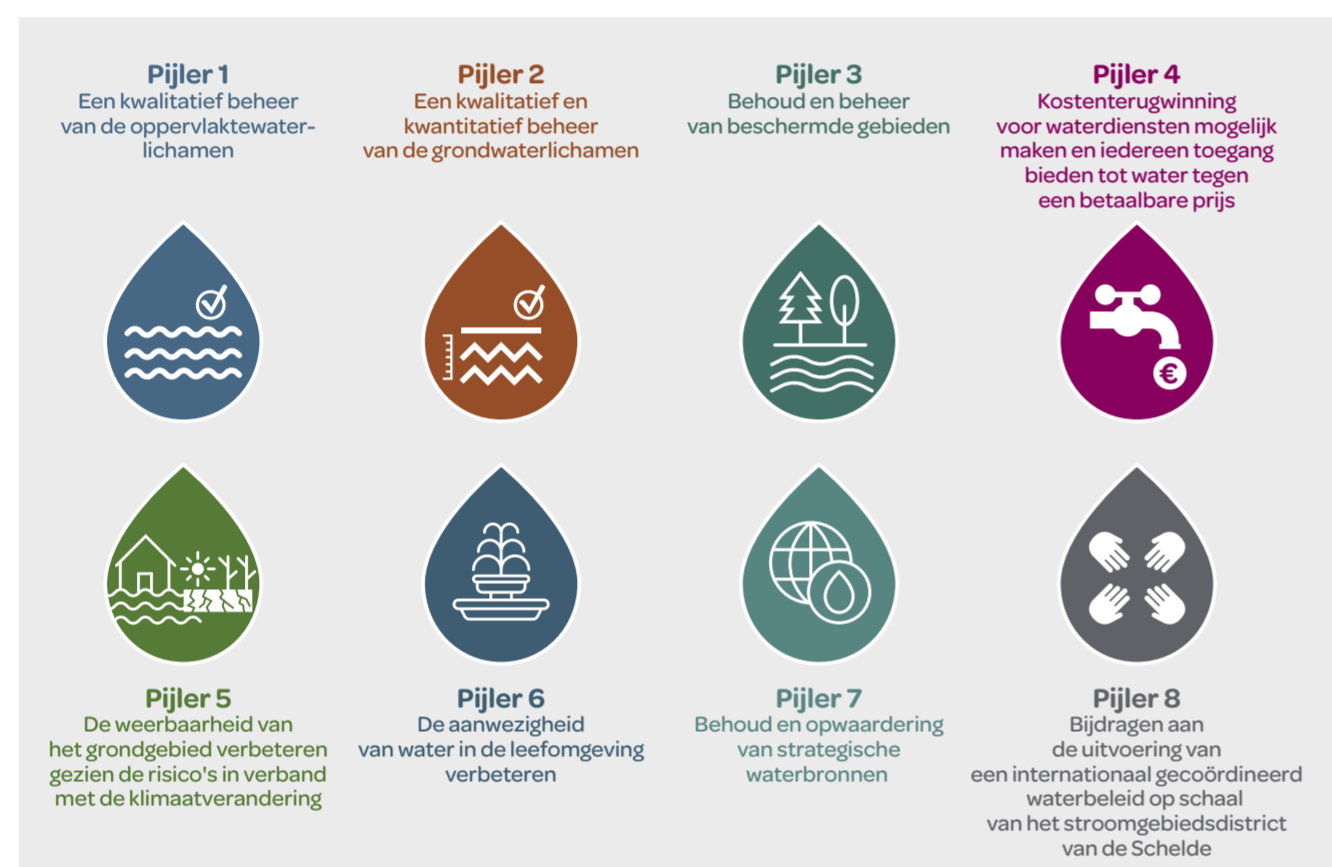 Pijler 1
Een kwalitatief beheer
van de oppervlaktewater-
lichamen
Pijler 2
Een kwalitatief en
kwantitatief beheer
van de grondwaterlichamen
Pijler 3
Behoud en beheer
van beschermde gebieden
Pijler 4
Kostenterugwinning
voor waterdiensten mogelijk
maken en iedereen toegang
bieden tot water tegen
een betaalbare prijs
€
Pijler 5
De weerbaarheid van
het grondgebied verbeteren
gezien de risico's in verband
met de klimaatverandering
Pijler 6
De aanwezigheid
van water in de leefomgeving
verbeteren
Pijler 7
Behoud en opwaardering
van strategische
waterbronnen
Pijler 8
Bijdragen aan
de uitvoering van
een internationaal gecoördineerd
waterbeleid op schaal
van het stroomgebiedsdistrict
van de Schelde